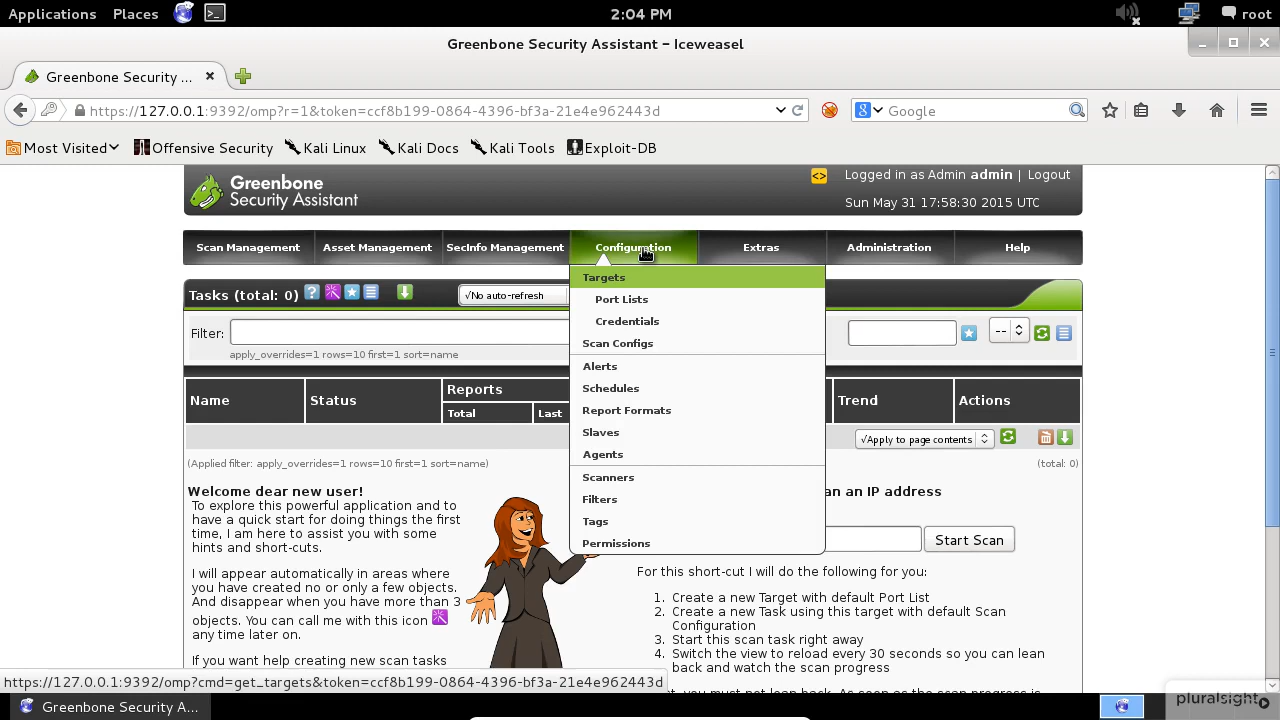 Applications Places 2:04 PM root
Greenbone Security Assistant - Iceweasel
Greenbone Security ...
https://127.0.0.1:9392/omp?r=1&token=ccf8b199-0864-4396-bf3a-21e4e962443d
Google
Most Visited Offensive Security Kali Linux Kali Docs Kali Tools Exploit-DB
Greenbone
Security Assistant
<> Logged in as Admin admin | Logout
Sun May 31 17:58:30 2015 UTC
Scan Management Asset Management SecInfo Management Configuration Extras Administration Help
Targets
Port Lists
Credentials
Scan Configs
Alerts
Schedules
Report Formats
Slaves
Agents
Scanners
Filters
Tags
Permissions
Tasks (total: 0) ? √No auto-refresh
Filter: --
apply_overrides=1 rows=10 first=1 sort=name
Name Status Reports Trend Actions
Total Last
√Apply to page contents
(Applied filter: apply_overrides=1 rows=10 first=1 sort=name) (total: 0)
Welcome dear new user!
To explore this powerful application and to
have a quick start for doing things the first
time, I am here to assist you with some
hints and short-cuts.
I will appear automatically in areas where
you have created no or only a few objects.
And disappear when you have more than 3
objects. You can call me with this icon
any time later on.
If you want help creating new scan tasks
an an IP address
Start Scan
For this short-cut I will do the following for you:
1. Create a new Target with default Port List
2. Create a new Task using this target with default Scan
Configuration
3. Start this scan task right away
4. Switch the view to reload every 30 seconds so you can lean
back and watch the scan progress
https://127.0.0.1:9392/omp?cmd=get_targets&token=ccf8b199-0864-4396-bf3a-21e4e962443d
Greenbone Security A...
pluralsight